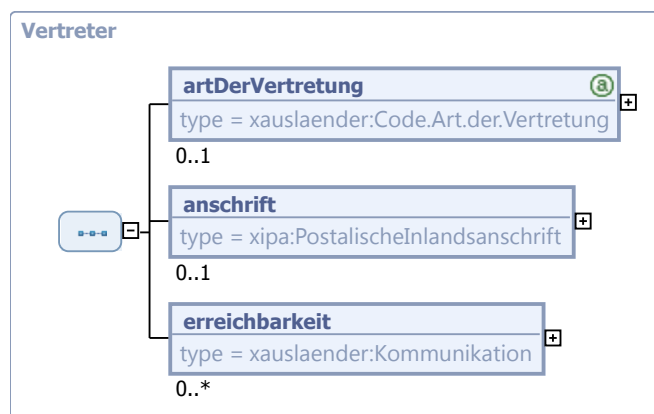 Vertreter
artDerVertretung
type = xauslaender:Code.Art.der.Vertretung
0..1
anschrift
type = xipa:PostalischeInlandsanschrift
0..1
erreichbarkeit
type = xauslaender:Kommunikation
0..*